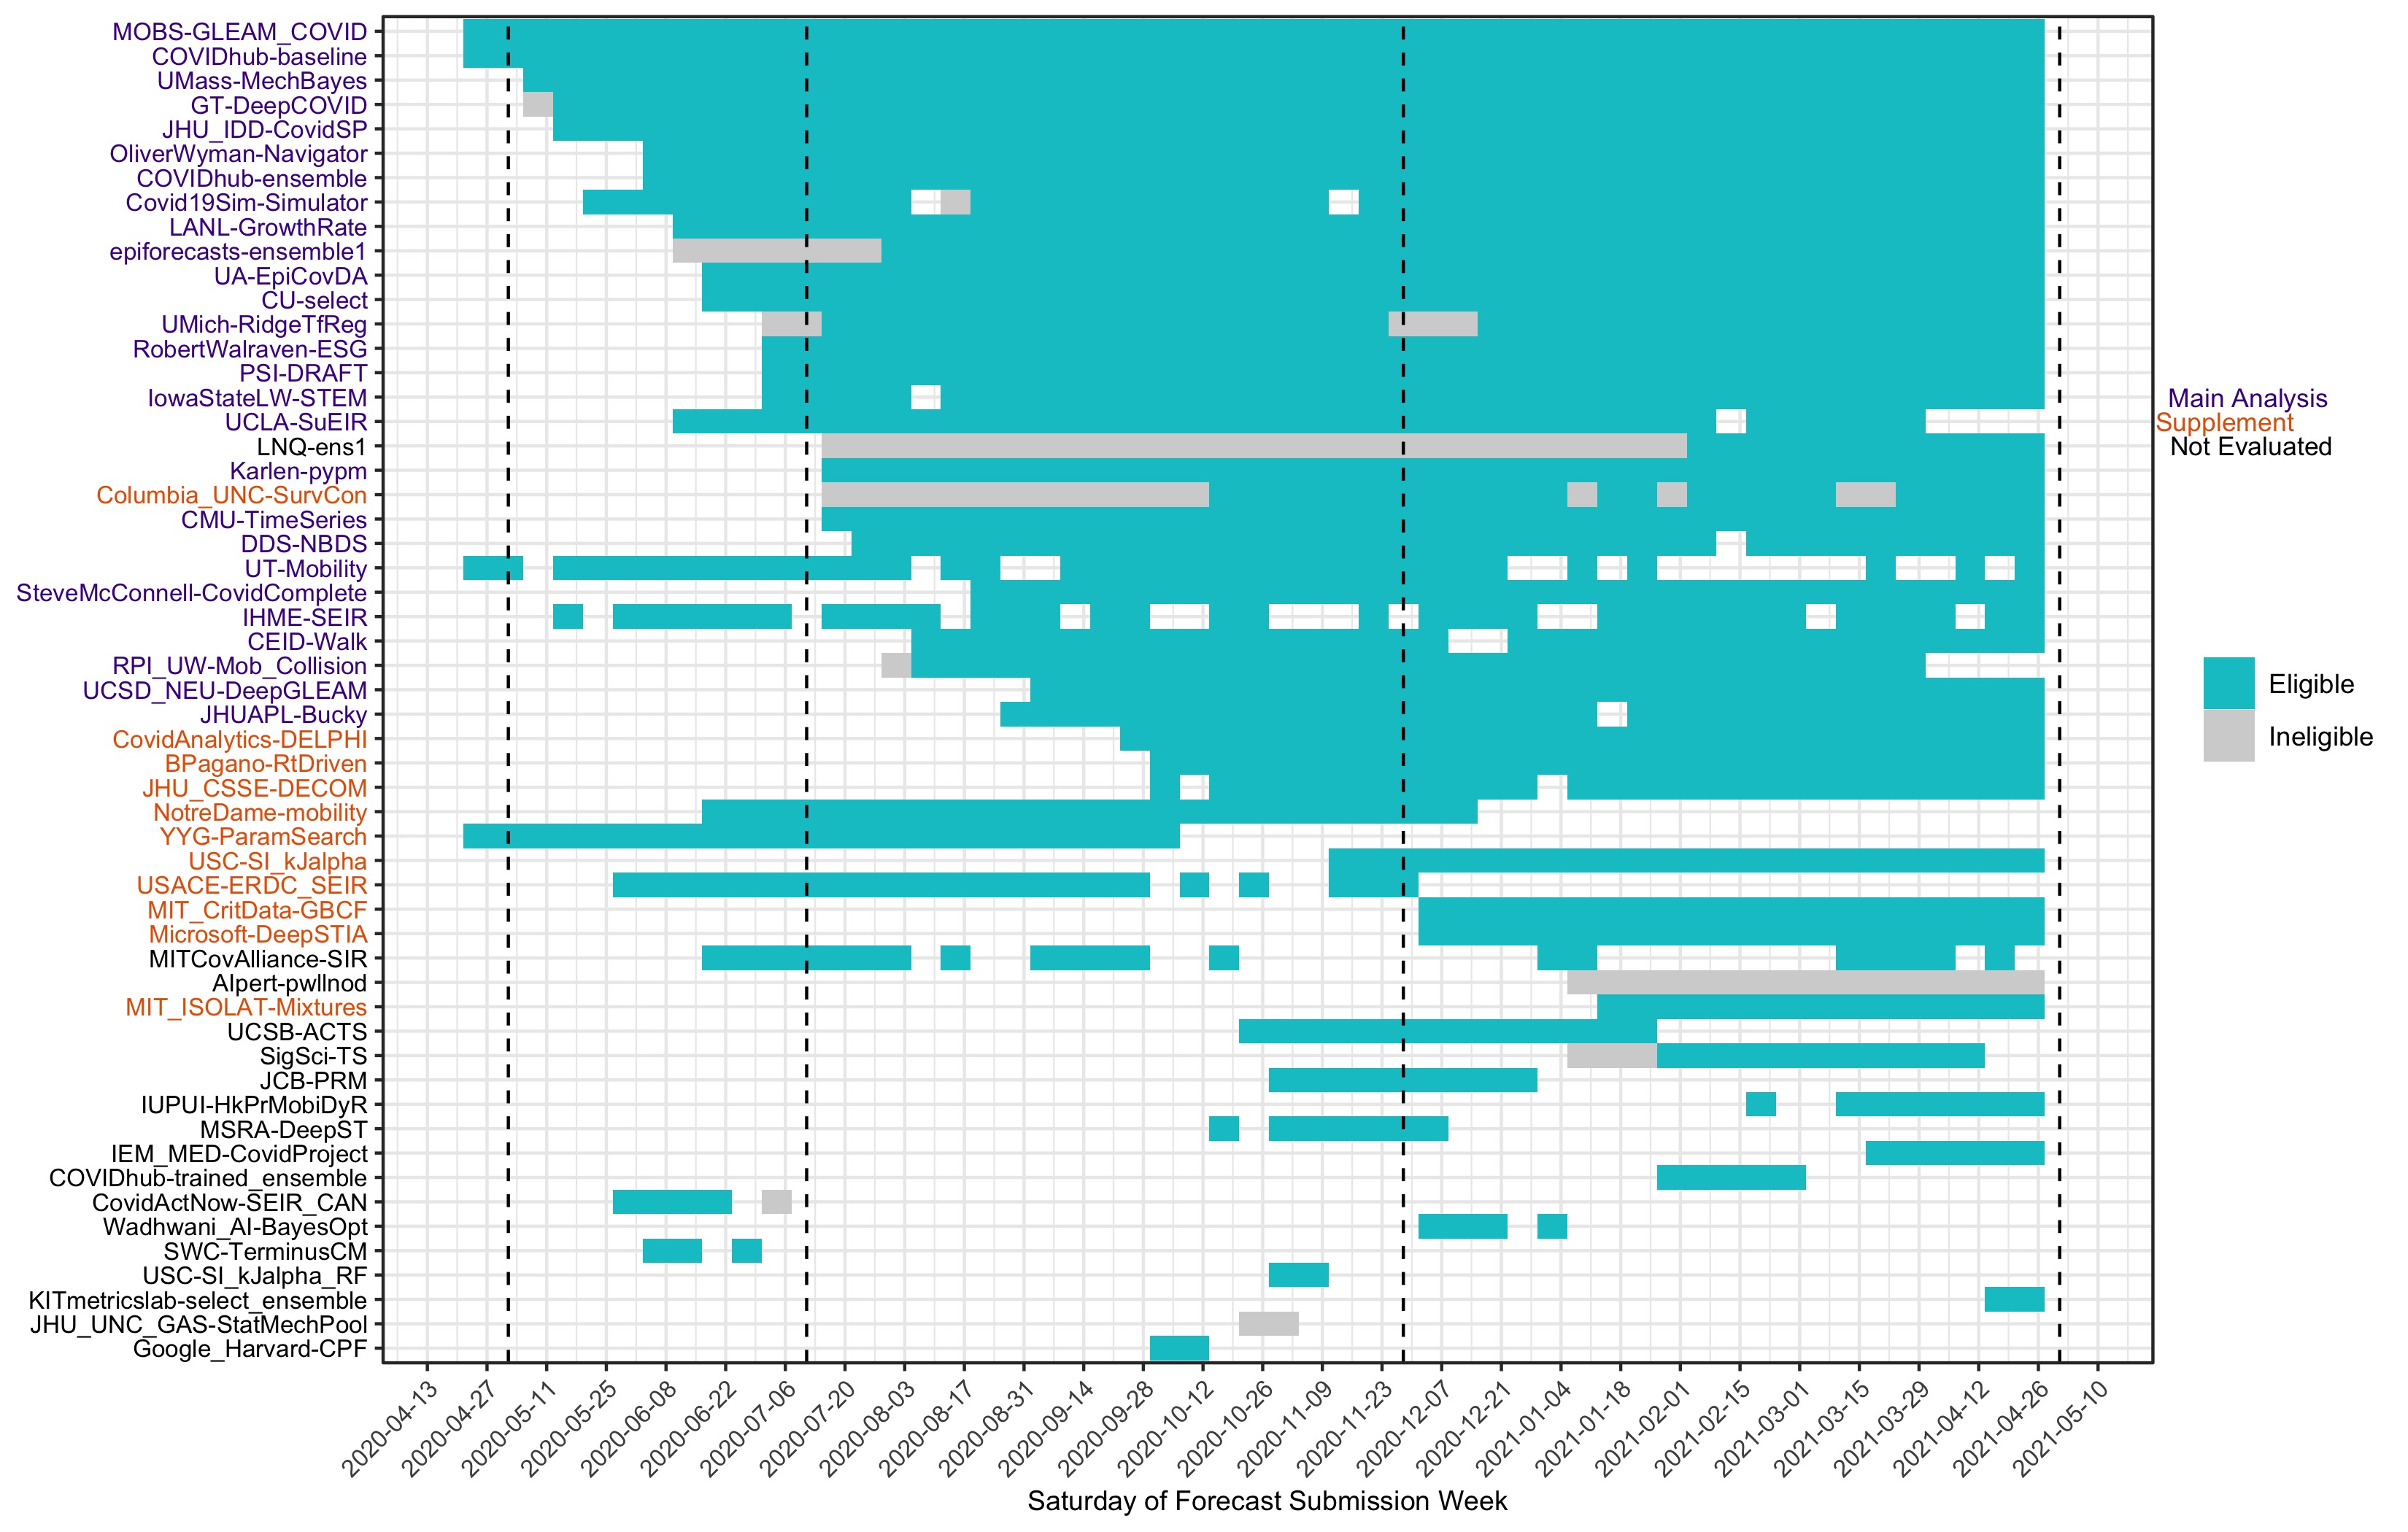 MOBS-GLEAM_COVID
COVIDhub-baseline
UMass-MechBayes
GT-DeepCOVID
JHU_IDD-CovidSP
OliverWyman-Navigator
COVIDhub-ensemble
Covid19Sim-Simulator
LANL-GrowthRate
epiforecasts-ensemble1
UA-EpiCovDA
CU-select
UMich-RidgeTfReg
RobertWalraven-ESG
PSI-DRAFT
IowaStateLW-STEM
UCLA-SuEIR
LNQ-ens1
Karlen-pypm
Columbia_UNC-SurvCon
CMU-TimeSeries
DDS-NBDS
UT-Mobility
SteveMcConnell-CovidComplete
IHME-SEIR
CEID-Walk
RPI_UW-Mob_Collision
UCSD_NEU-DeepGLEAM
JHUAPL-Bucky
CovidAnalytics-DELPHI
BPagano-RtDriven
JHU_CSSE-DECOM
NotreDame-mobility
YYG-ParamSearch
USC-SI_kJalpha
USACE-ERDC_SEIR
MIT_CritData-GBCF
Microsoft-DeepSTIA
MITCovAlliance-SIR
Alpert-pwllnod
MIT_ISOLAT-Mixtures
UCSB-ACTS
SigSci-TS
JCB-PRM
IUPUI-HkPrMobiDyR
MSRA-DeepST
IEM_MED-CovidProject
COVIDhub-trained_ensemble
CovidActNow-SEIR_CAN
Wadhwani_AI-BayesOpt
SWC-TerminusCM
USC-SI_kJalpha_RF
KITmetricslab-select_ensemble
JHU_UNC_GAS-StatMechPool
Google_Harvard-CPF
2020-04-13
2020-04-27
2020-05-11
2020-05-25
2020-06-08
2020-06-22
2020-07-06
2020-07-20
2020-08-03
2020-08-17
2020-08-31
2020-09-14
2020-09-28
2020-10-12
2020-10-26
2020-11-09
2020-11-23
2020-12-07
2020-12-21
2021-01-04
2021-01-18
2021-02-01
2021-02-15
2021-03-01
2021-03-15
2021-03-29
2021-04-12
2021-04-26
2021-05-10
Saturday of Forecast Submission Week
Main Analysis
Supplement
Not Evaluated
Eligible
Ineligible